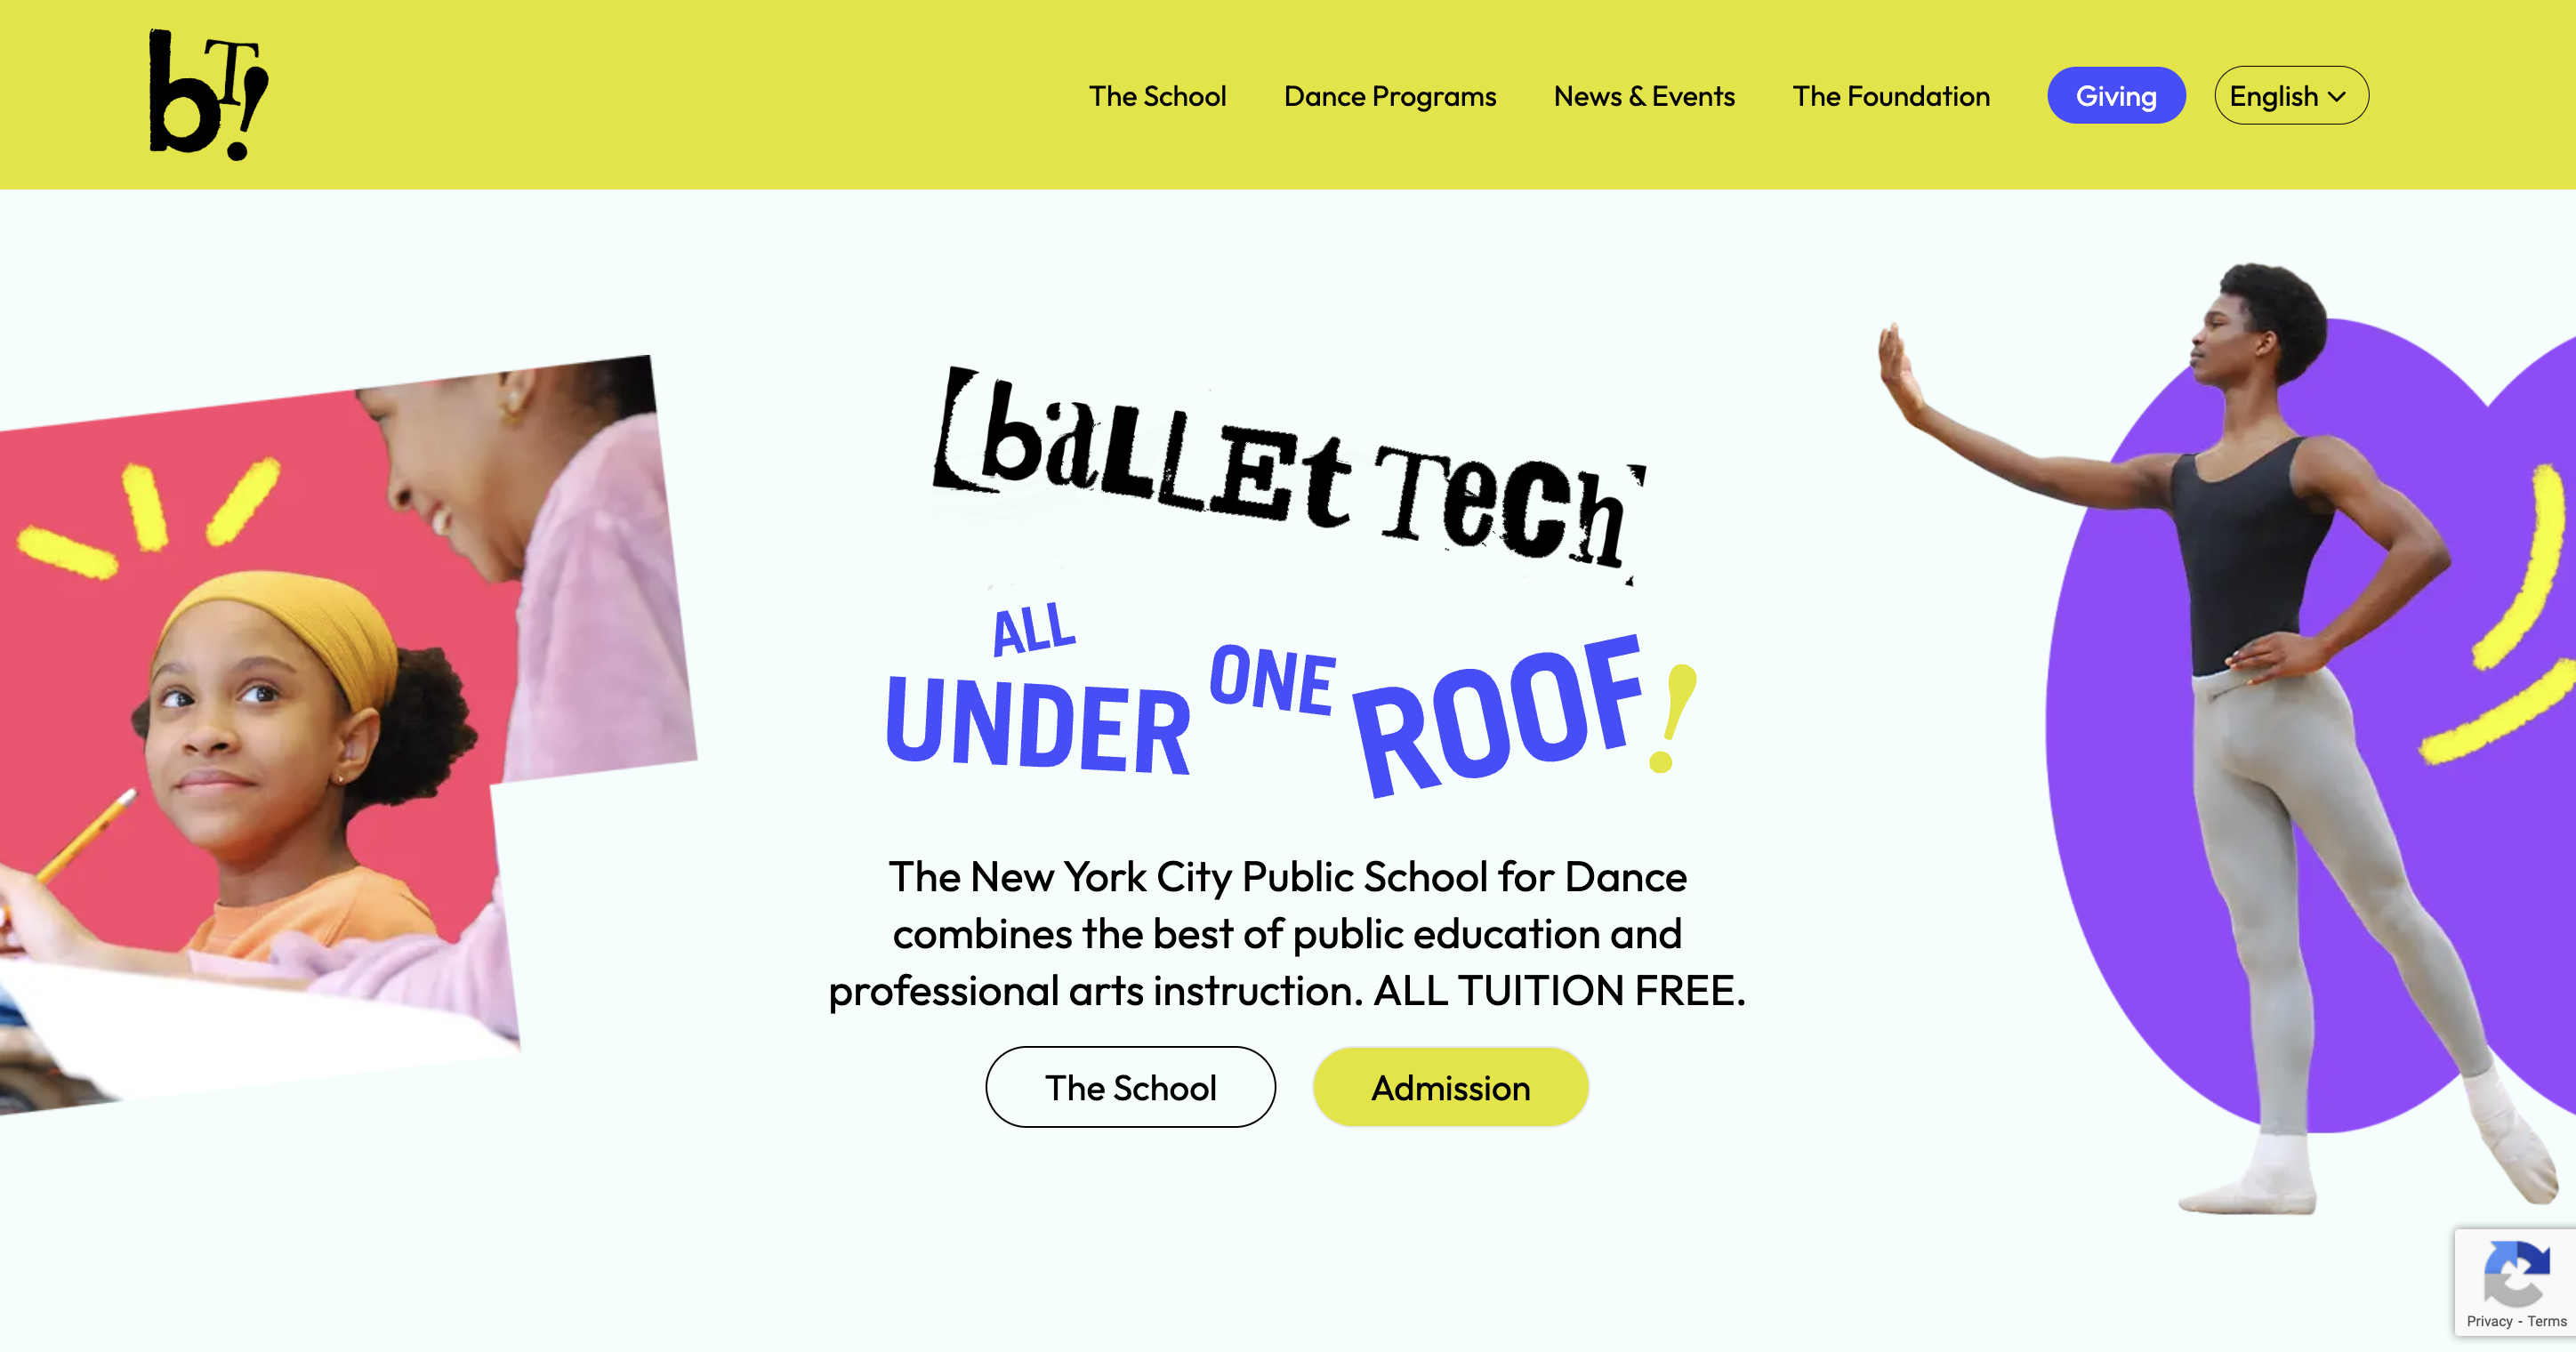 bT!
The School
Dance Programs
News & Events
The Foundation
Giving
English
[baLLEt TecH]
ALL
UNDER ONE ROOF!
The New York City Public School for Dance
combines the best of public education and
professional arts instruction. ALL TUITION FREE.
The School
Admission
Privacy - Terms